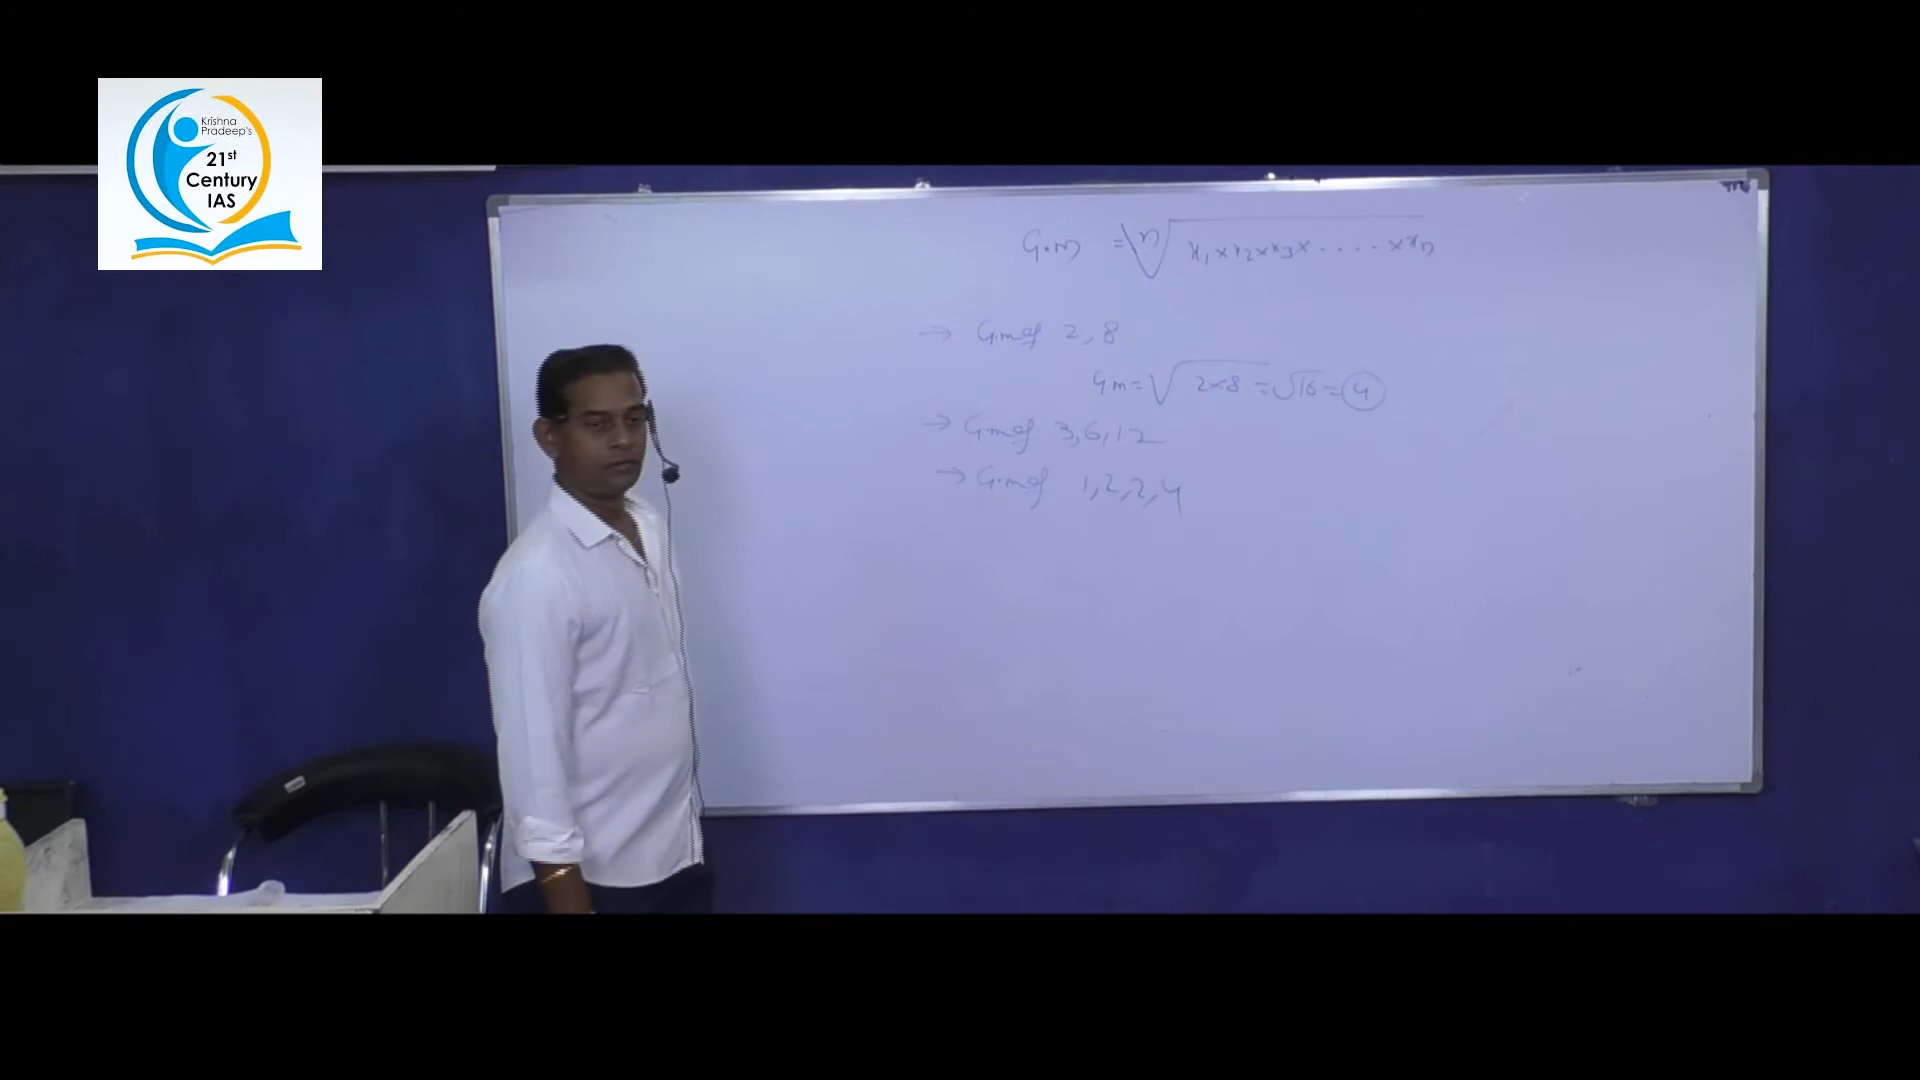 Krishna
Pradeep's
21st
Century
IAS
G.M = ⁿ√x₁×x₂×x₃×.....×xₙ
→ G.M of 2,8
GM = √2×8 = √16 = 4
→ G.M of 3,6,12
→ G.M of 1,2,2,4